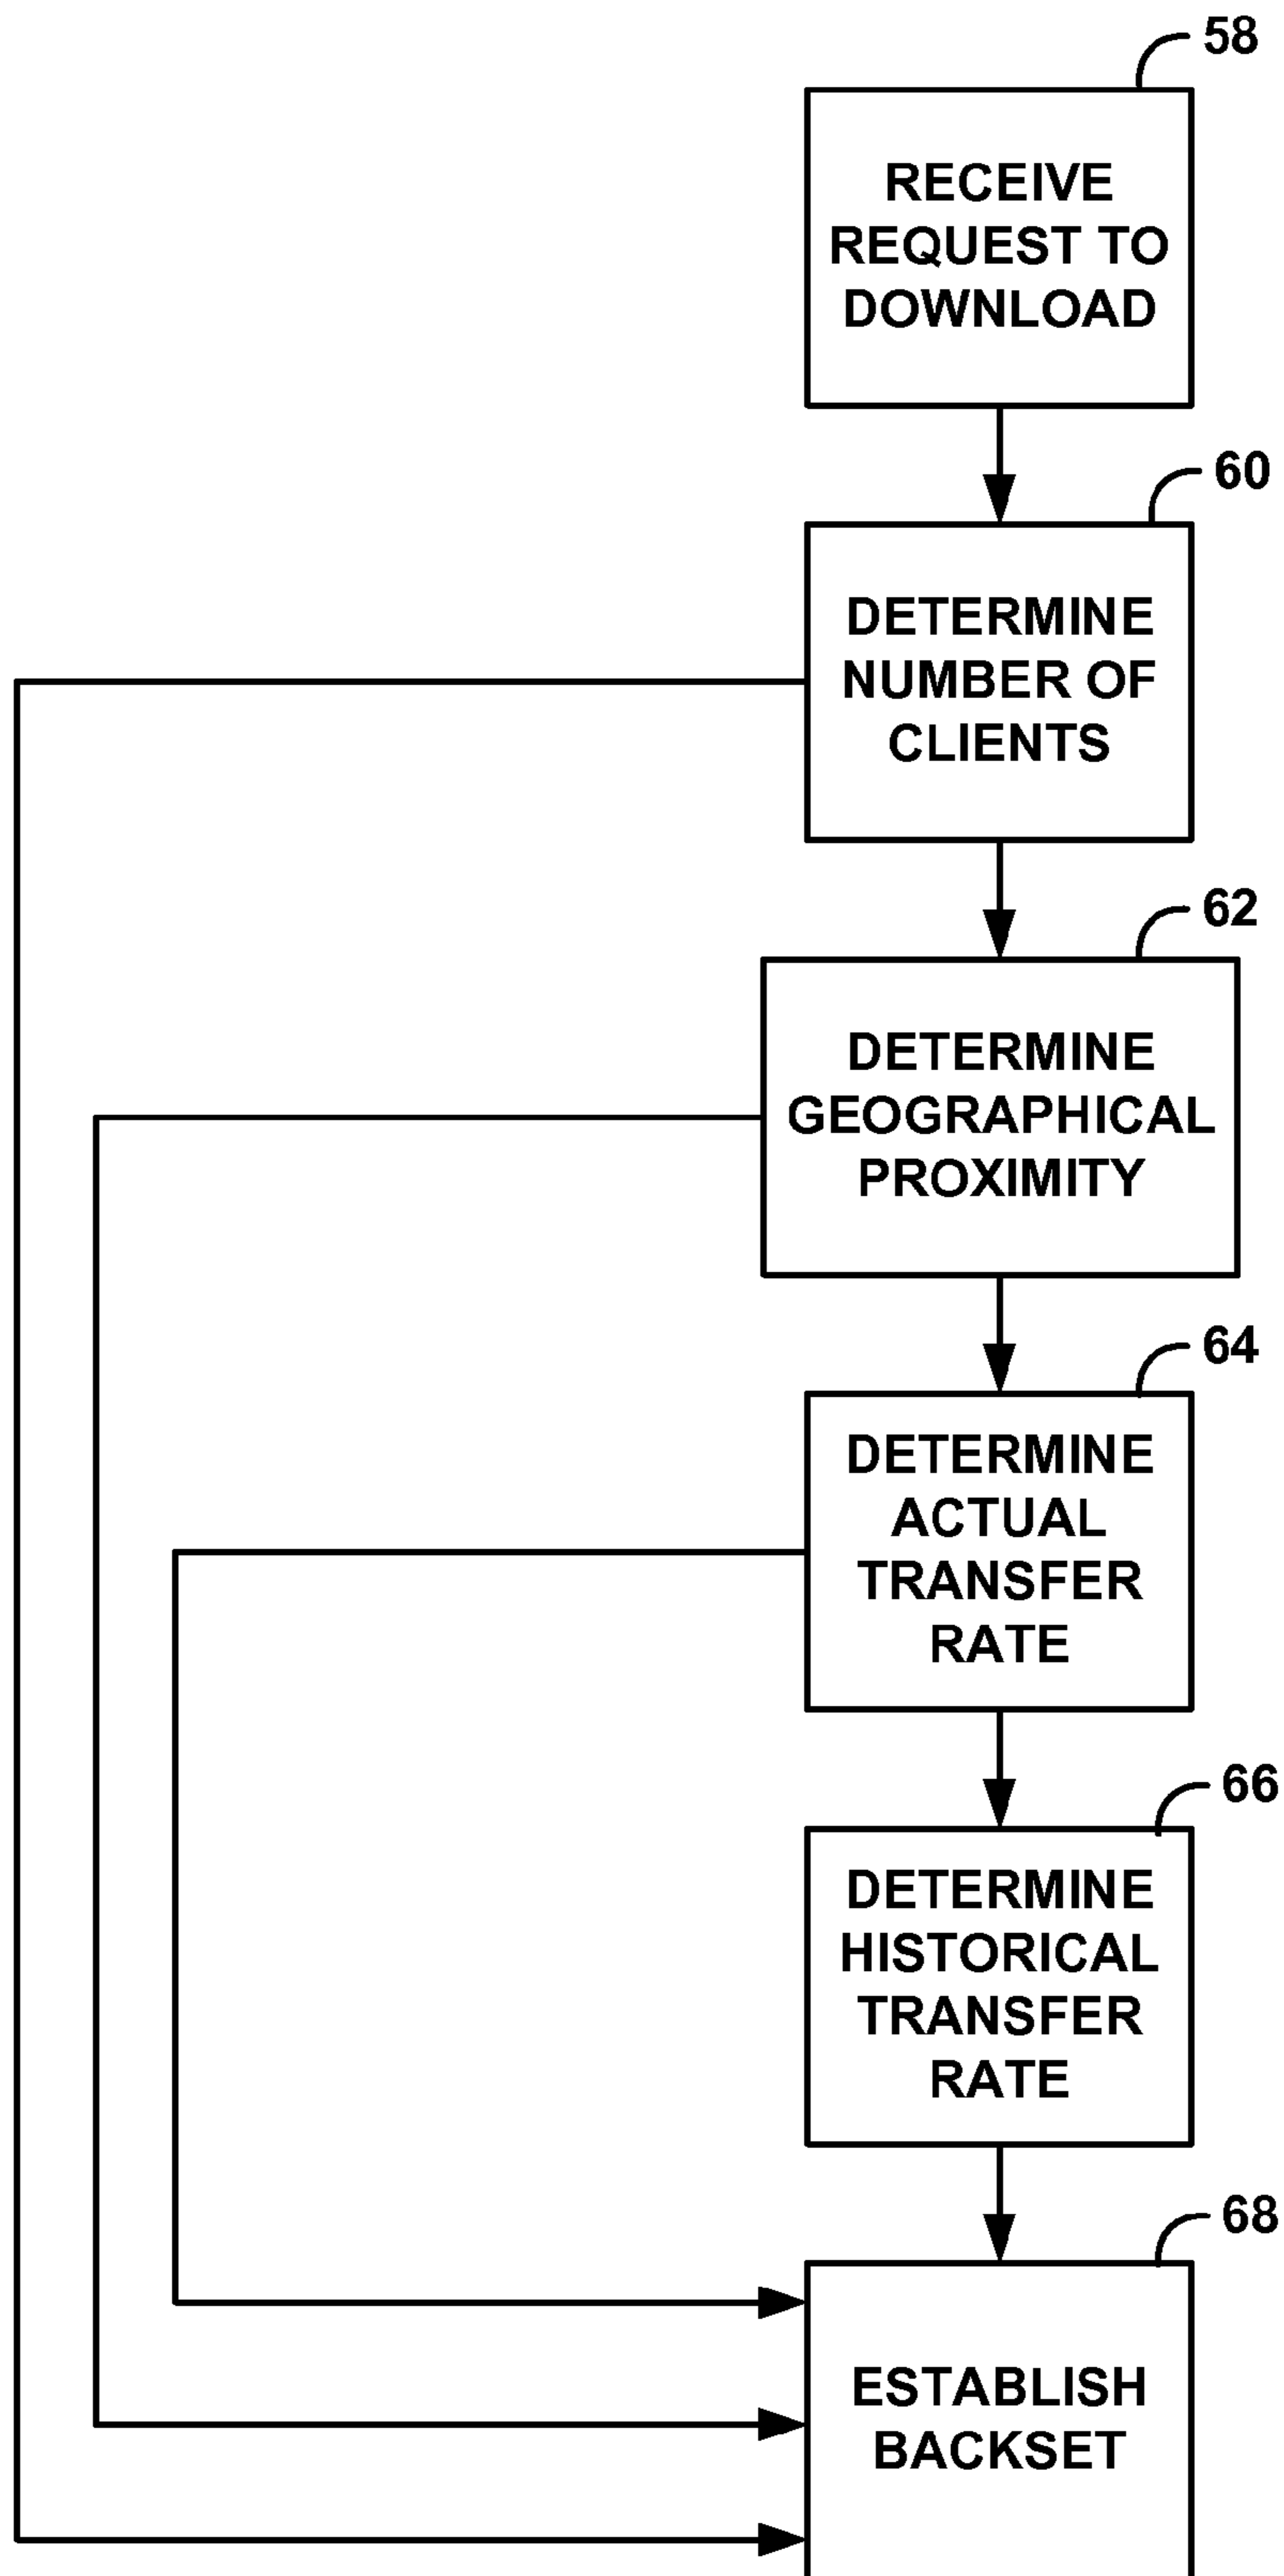 58
RECEIVE
REQUEST TO
DOWNLOAD
60
DETERMINE
NUMBER OF
CLIENTS
62
DETERMINE
GEOGRAPHICAL
PROXIMITY
64
DETERMINE
ACTUAL
TRANSFER
RATE
66
DETERMINE
HISTORICAL
TRANSFER
RATE
68
ESTABLISH
BACKSET